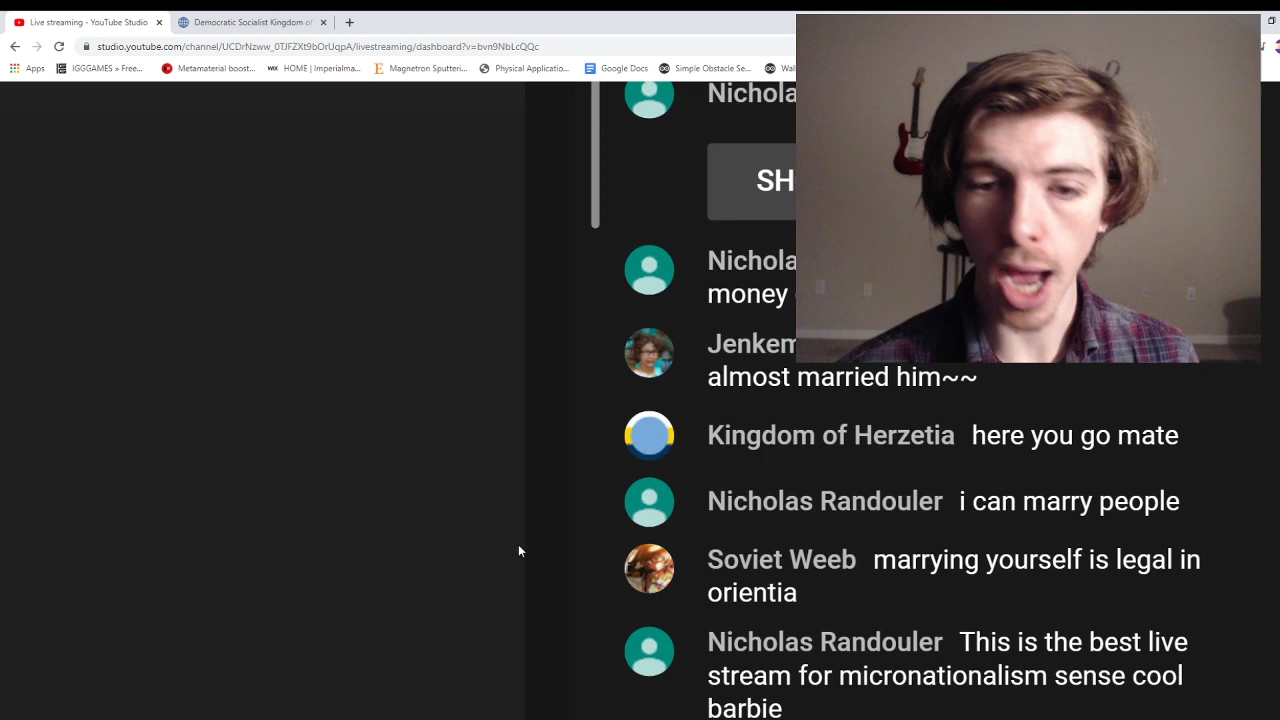 Live streaming - YouTube Studio
Democratic Socialist Kingdom of
studio.youtube.com/channel/UCDrNzww_0TJFZXt9bOrUqpA/livestreaming/dashboard?v=bvn9NbLcQQc
Apps IGGGAMES » Free... Metamaterial boost... HOME | Imperialma... Magnetron Sputteri... Physical Applicatio... Google Docs Simple Obstacle Se...
Nichola
SH
Nichola
money
Jenkem
almost married him~~
Kingdom of Herzetia here you go mate
Nicholas Randouler i can marry people
Soviet Weeb marrying yourself is legal in
orientia
Nicholas Randouler This is the best live
stream for micronationalism sense cool
barbie